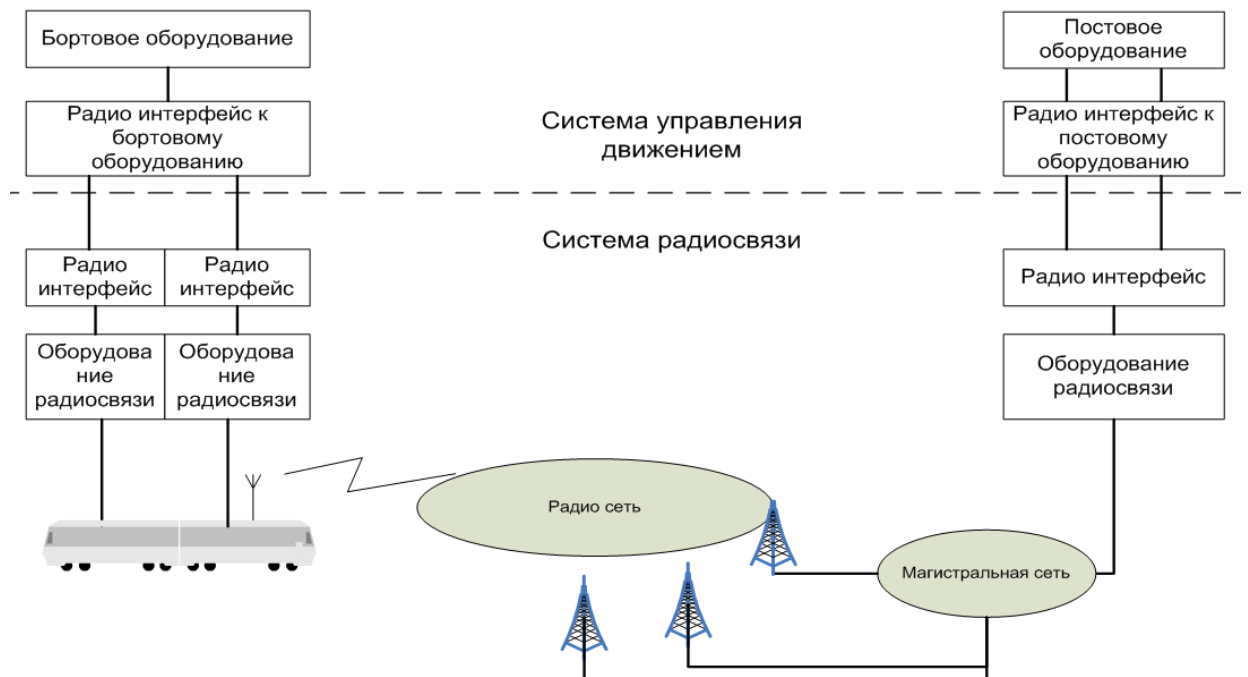 Бортовое оборудование
Постовое
оборудование
Радио интерфейс к
бортовому
оборудованию
Система управления
движением
Радио интерфейс к
постовому
оборудованию
Система радиосвязи
Радио
интерфейс
Радио
интерфейс
Радио интерфейс
Оборудова
ние
радиосвязи
Оборудова
ние
радиосвязи
Оборудование
радиосвязи
Радио сеть
Магистральная сеть